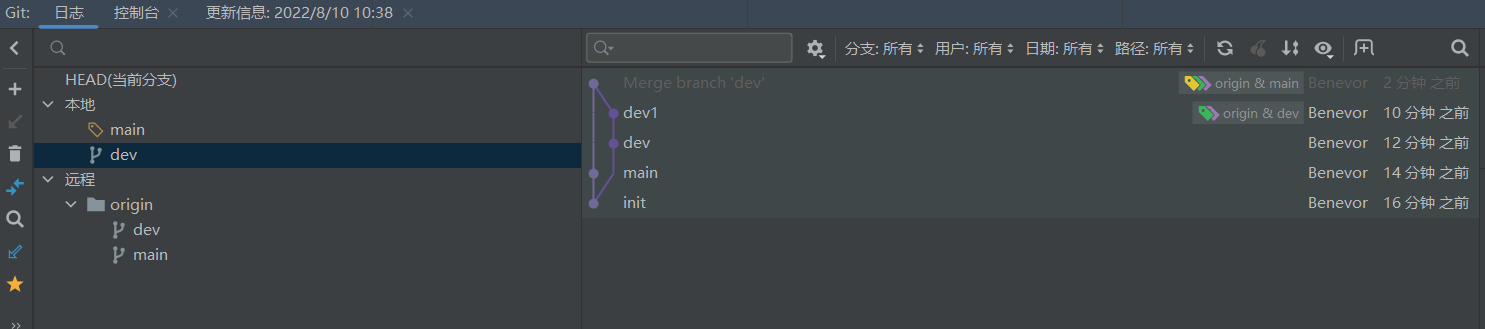 Git: 日志 控制台 × 更新信息: 2022/8/10 10:38 ×
分支: 所有 用户: 所有 日期: 所有 路径: 所有
HEAD(当前分支)
本地
main
dev
远程
origin
dev
main
Merge branch 'dev' origin & main Benevor 2 分钟 之前
dev1 origin & dev Benevor 10 分钟 之前
dev Benevor 12 分钟 之前
main Benevor 14 分钟 之前
init Benevor 16 分钟 之前